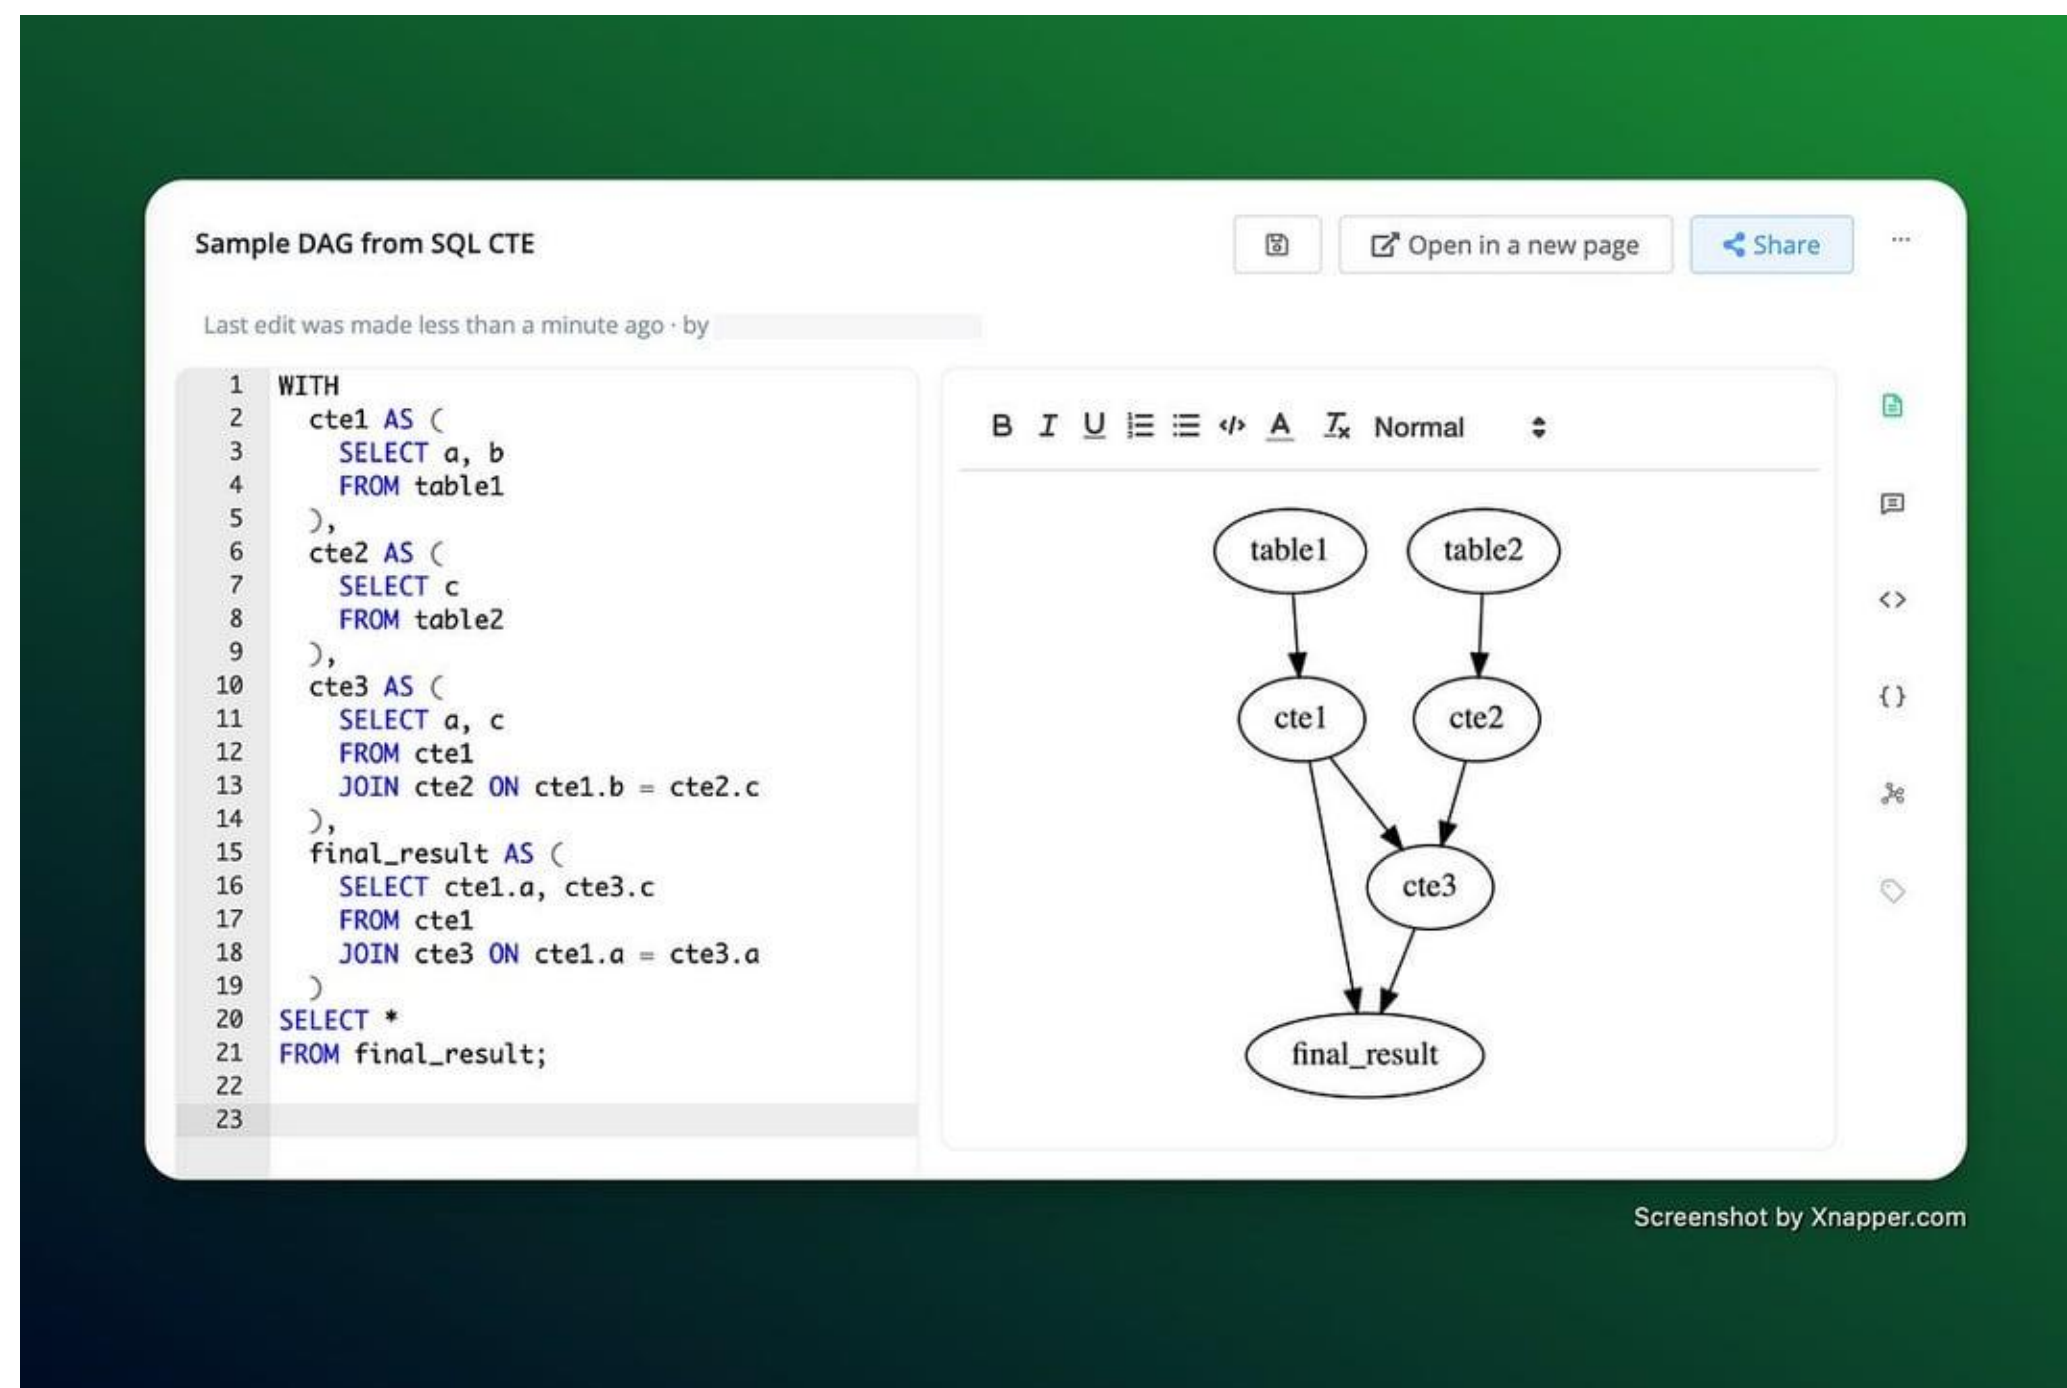 Sample DAG from SQL CTE
Open in a new page
Share
Last edit was made less than a minute ago · by
1 WITH
2 cte1 AS (
3 SELECT a, b
4 FROM table1
5 ),
6 cte2 AS (
7 SELECT c
8 FROM table2
9 ),
10 cte3 AS (
11 SELECT a, c
12 FROM cte1
13 JOIN cte2 ON cte1.b = cte2.c
14 ),
15 final_result AS (
16 SELECT cte1.a, cte3.c
17 FROM cte1
18 JOIN cte3 ON cte1.a = cte3.a
19 )
20 SELECT *
21 FROM final_result;
22
23
B I U </> A Tx Normal
table1 table2
cte1 cte2
cte3
final_result
Screenshot by Xnapper.com